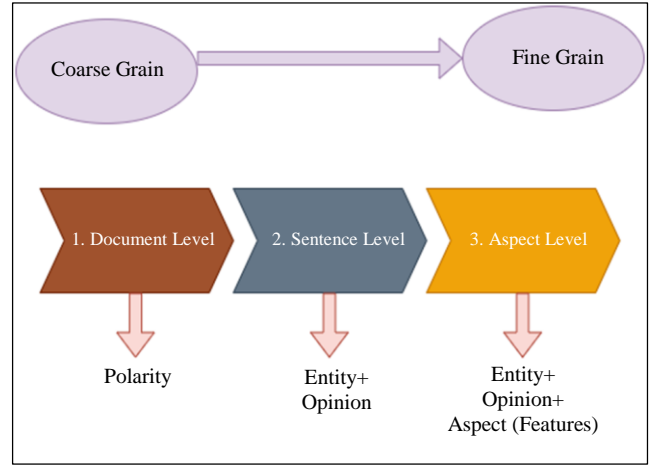 Coarse Grain
Fine Grain
1. Document Level
2. Sentence Level
3. Aspect Level
Polarity
Entity+
Opinion
Entity+
Opinion+
Aspect (Features)